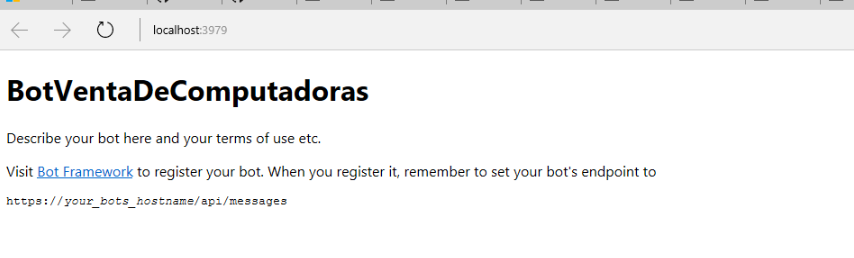 localhost:3979
BotVentaDeComputadoras
Describe your bot here and your terms of use etc.
Visit Bot Framework to register your bot. When you register it, remember to set your bot's endpoint to
https://your_bots_hostname/api/messages